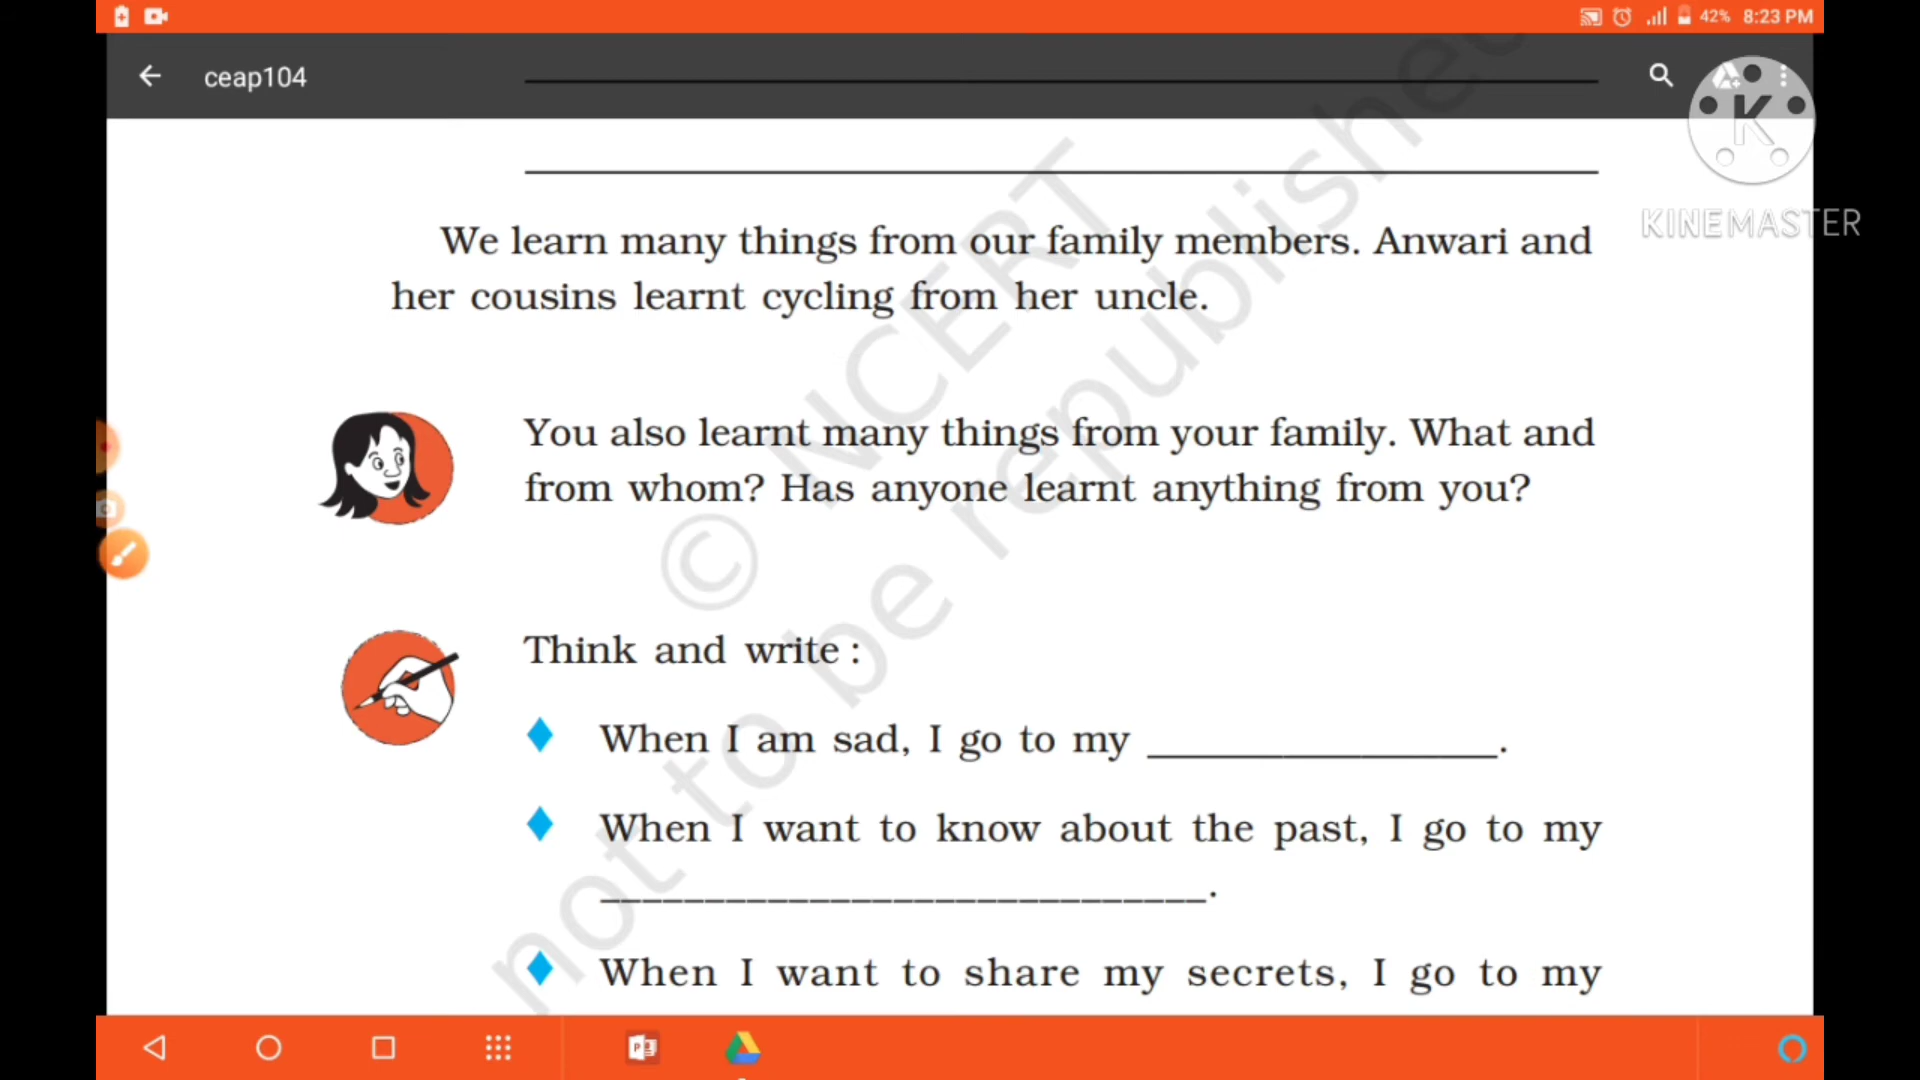 42% 8:23 PM
ceap104
K
KINEMASTER
We learn many things from our family members. Anwari and
her cousins learnt cycling from her uncle.
You also learnt many things from your family. What and
from whom? Has anyone learnt anything from you?
Think and write :
When I am sad, I go to my _________________.
When I want to know about the past, I go to my
_____________________________.
When I want to share my secrets, I go to my
© NCERT
not to be republished